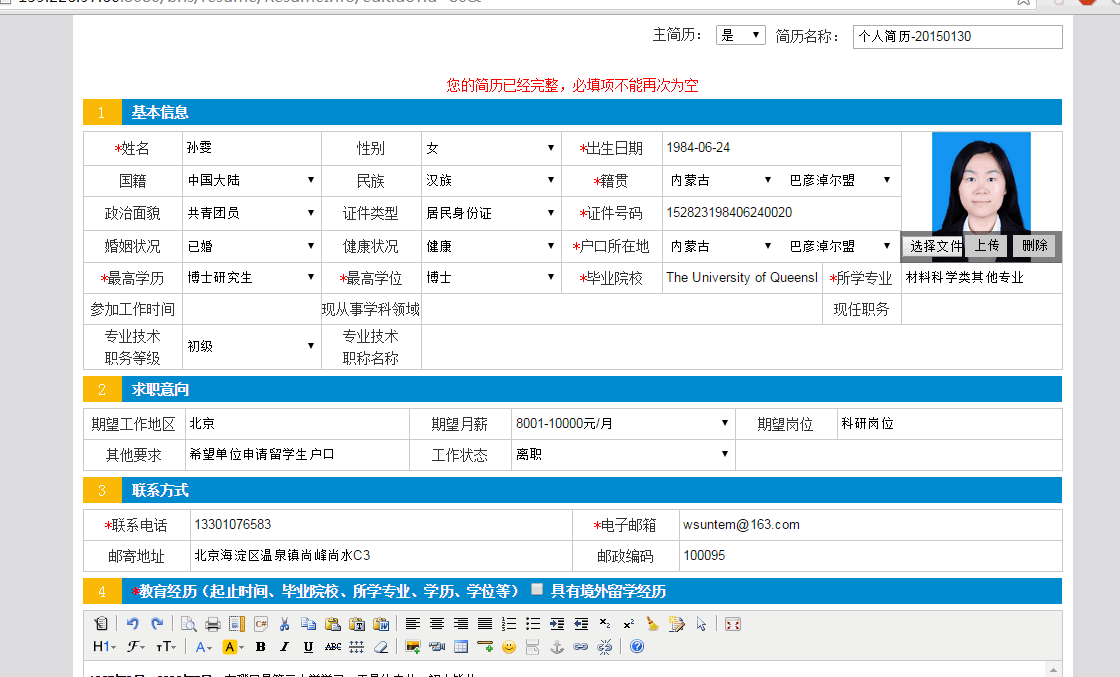 主简历： 是 简历名称： 个人简历-20150130
您的简历已经完整，必填项不能再次为空
1 基本信息
*姓名 孙雯 性别 女 *出生日期 1984-06-24
国籍 中国大陆 民族 汉族 *籍贯 内蒙古 巴彦淖尔盟
政治面貌 共青团员 证件类型 居民身份证 *证件号码 152823198406240020
婚姻状况 已婚 健康状况 健康 *户口所在地 内蒙古 巴彦淖尔盟 选择文件 上传 删除
*最高学历 博士研究生 *最高学位 博士 *毕业院校 The University of Queensl *所学专业 材料科学类其他专业
参加工作时间 现从事学科领域 现任职务
专业技术 专业技术
职务等级 初级 职称名称
2 求职意向
期望工作地区 北京 期望月薪 8001-10000元/月 期望岗位 科研岗位
其他要求 希望单位申请留学生户口 工作状态 离职
3 联系方式
*联系电话 13301076583 *电子邮箱 wsuntem@163.com
邮寄地址 北京海淀区温泉镇尚峰尚水C3 邮政编码 100095
4 *教育经历（起止时间、毕业院校、所学专业、学历、学位等） 具有境外留学经历
H1 F TT A A B I U ABC